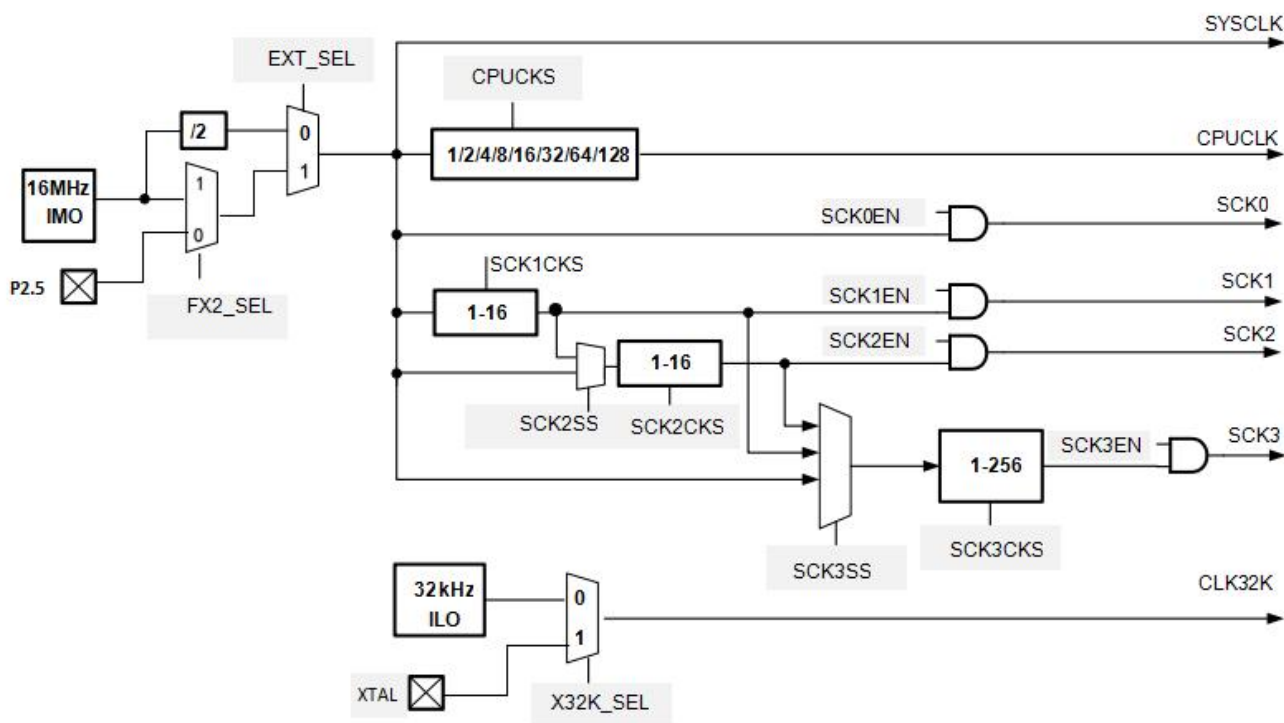 SYSCLK
EXT_SEL
CPUCKS
/2
0
1
1/2/4/8/16/32/64/128
CPUCLK
16MHz
IMO
1
0
SCK0EN
SCK0
P2.5
FX2_SEL
SCK1CKS
1-16
SCK1EN
SCK1
SCK2EN
SCK2
1-16
SCK2SS
SCK2CKS
SCK3EN
SCK3
1-256
SCK3SS
SCK3CKS
32kHz
ILO
0
1
CLK32K
XTAL
X32K_SEL